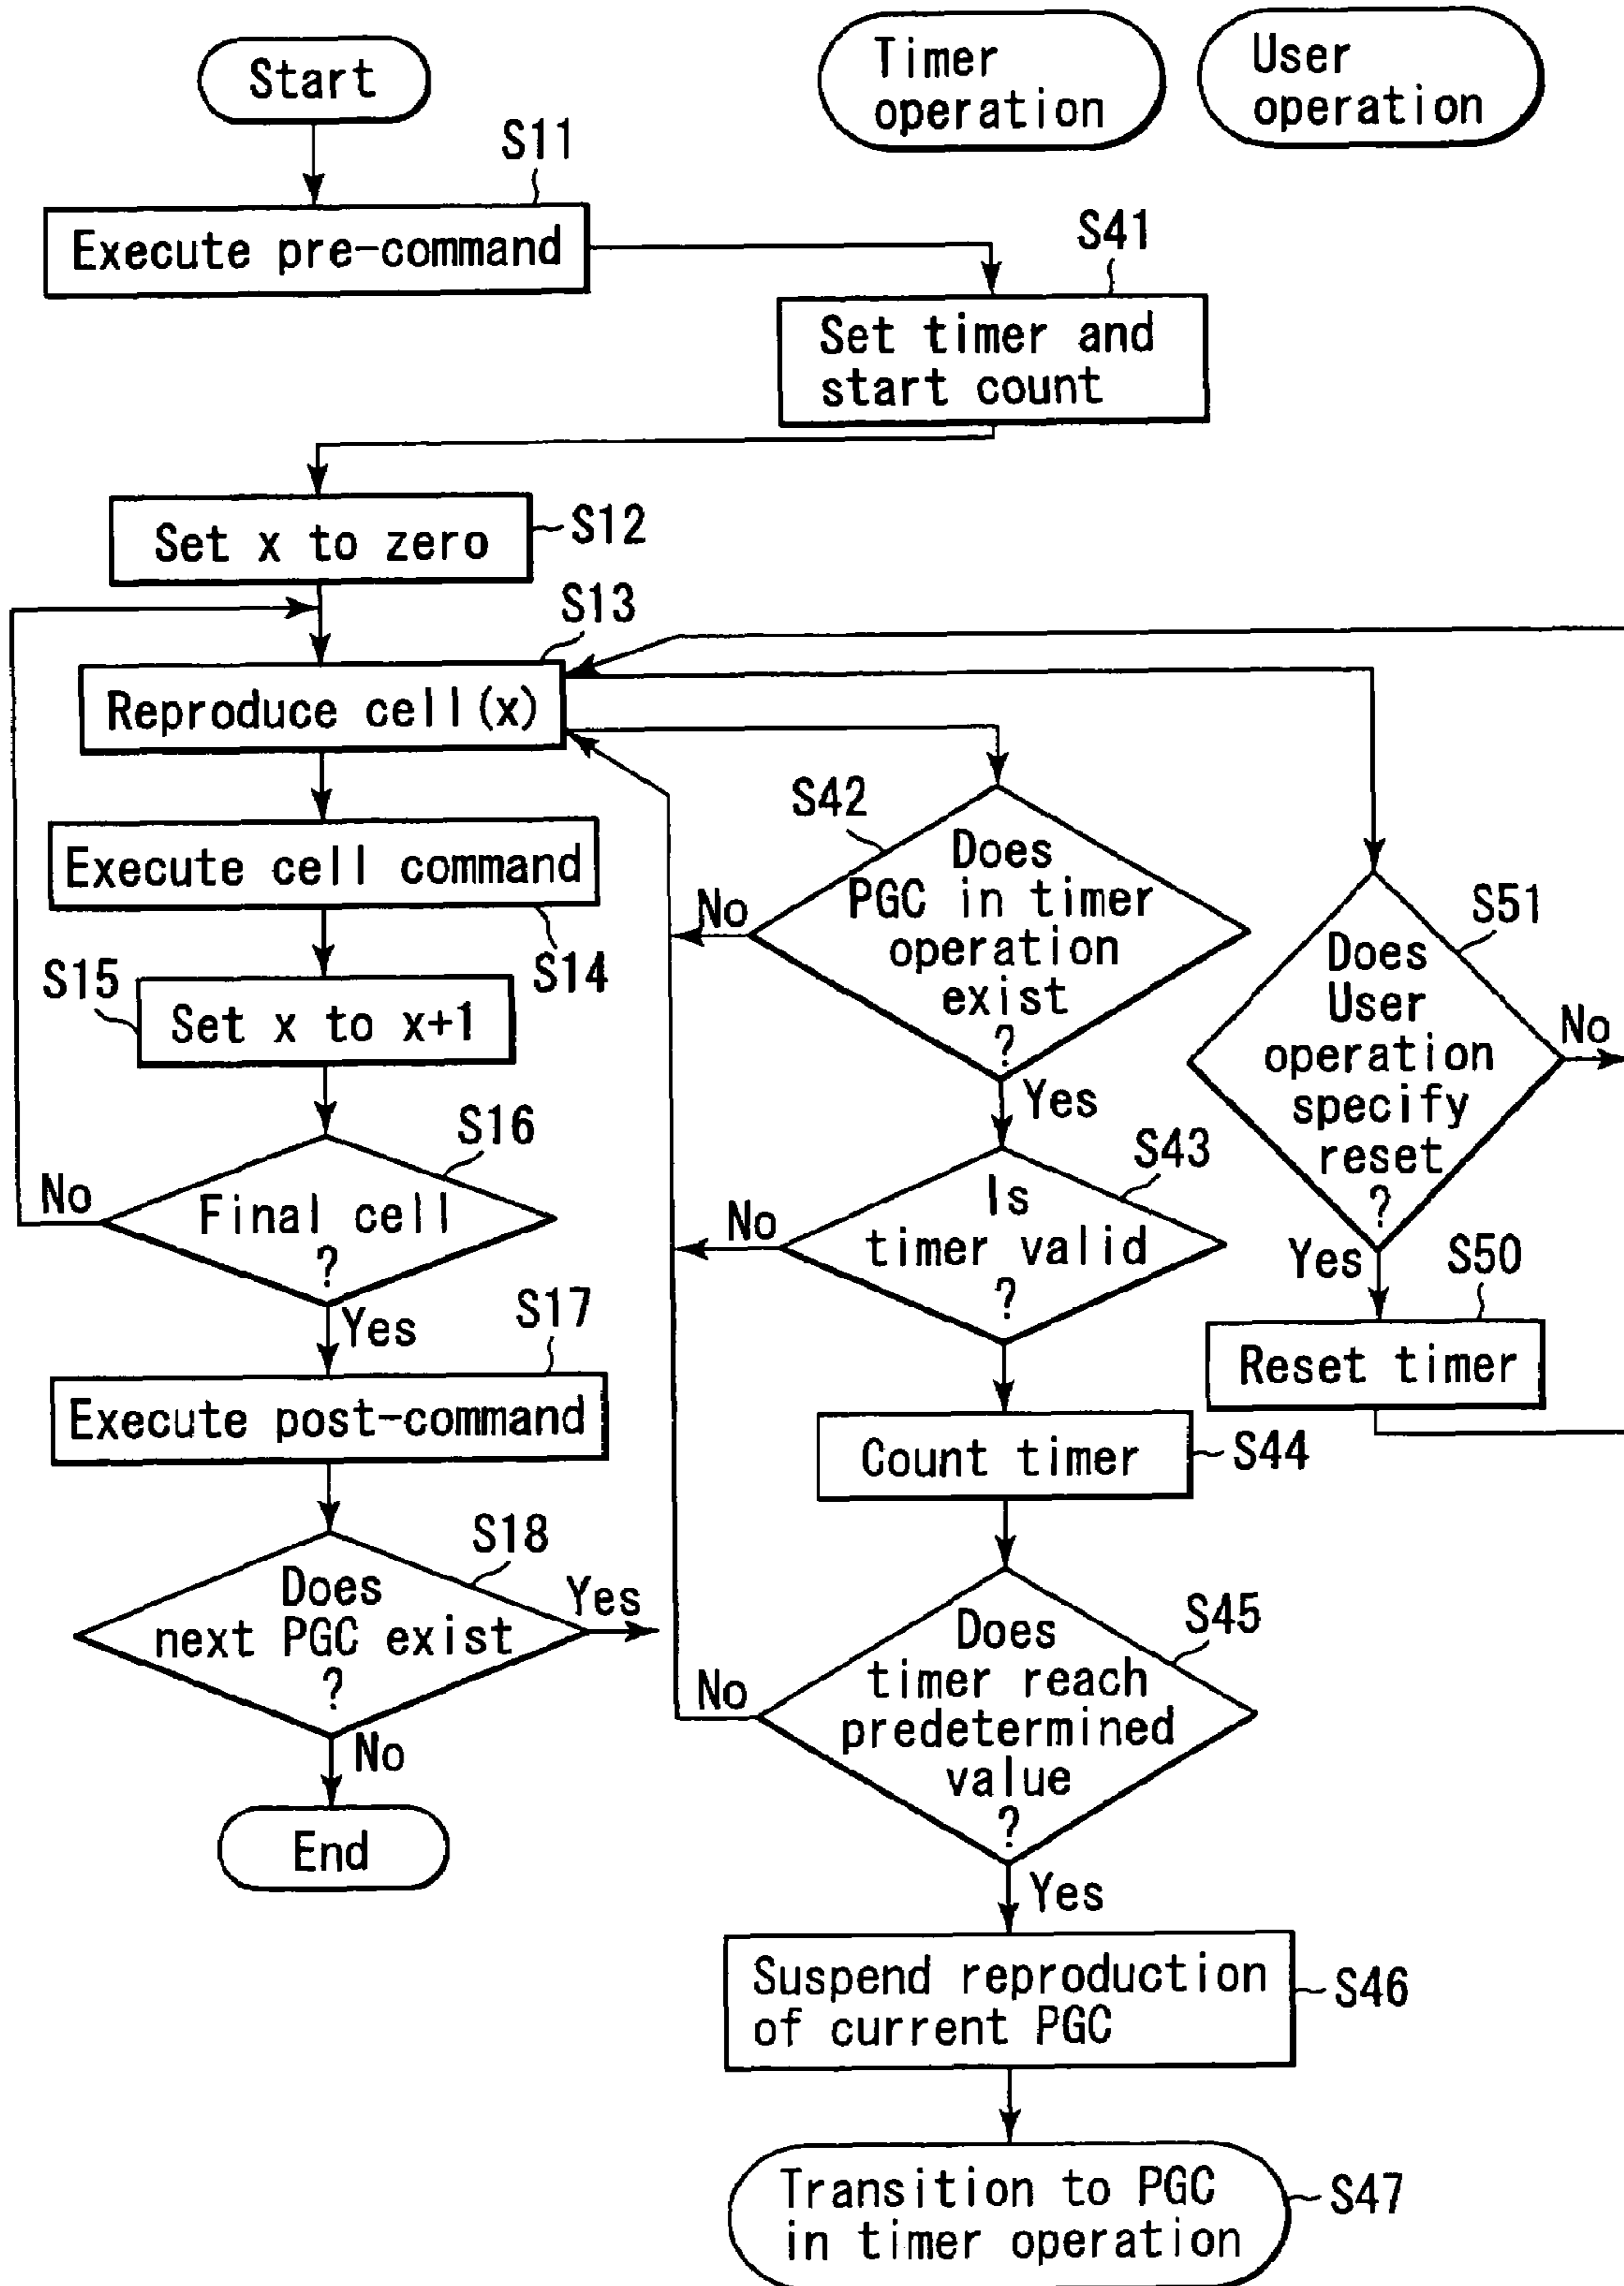 Start
Timer
operation
User
operation
S11
Execute pre-command
S41
Set timer and
start count
Set x to zero
S12
S13
Reproduce cell(x)
Execute cell command
S14
S15
Set x to x+1
S16
Final cell
?
No
Yes
S17
Execute post-command
S18
Does
next PGC exist
?
Yes
No
End
S42
Does
PGC in timer
operation
exist
?
No
Yes
S43
Is
timer valid
?
No
Count timer
S44
S45
Does
timer reach
predetermined
value
?
No
Yes
Suspend reproduction
of current PGC
S46
Transition to PGC
in timer operation
S47
S51
Does
User
operation
specify
reset
?
No
Yes
S50
Reset timer